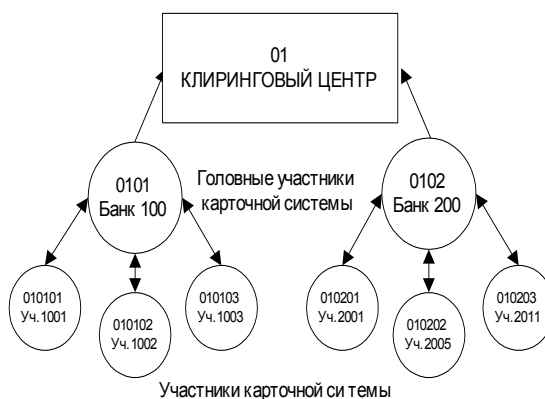 01
КЛИРИНГОВЫЙ ЦЕНТР
0101
Банк 100
Головные участники
карточной системы
0102
Банк 200
010101
Уч.1001
010102
Уч.1002
010103
Уч.1003
010201
Уч.2001
010202
Уч.2005
010203
Уч.2011
Участники карточной си темы